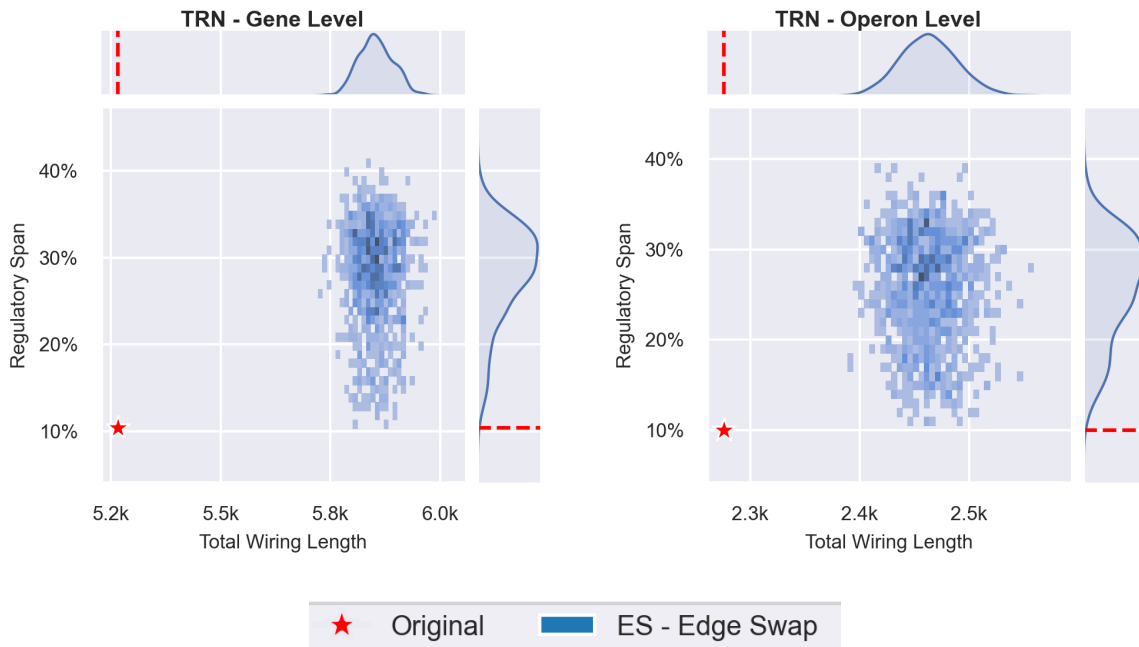 TRN - Gene Level
40%
30%
20%
10%
Regulatory Span
5.2k 5.5k 5.8k 6.0k
Total Wiring Length
TRN - Operon Level
40%
30%
20%
10%
Regulatory Span
2.3k 2.4k 2.5k
Total Wiring Length
Original ES - Edge Swap